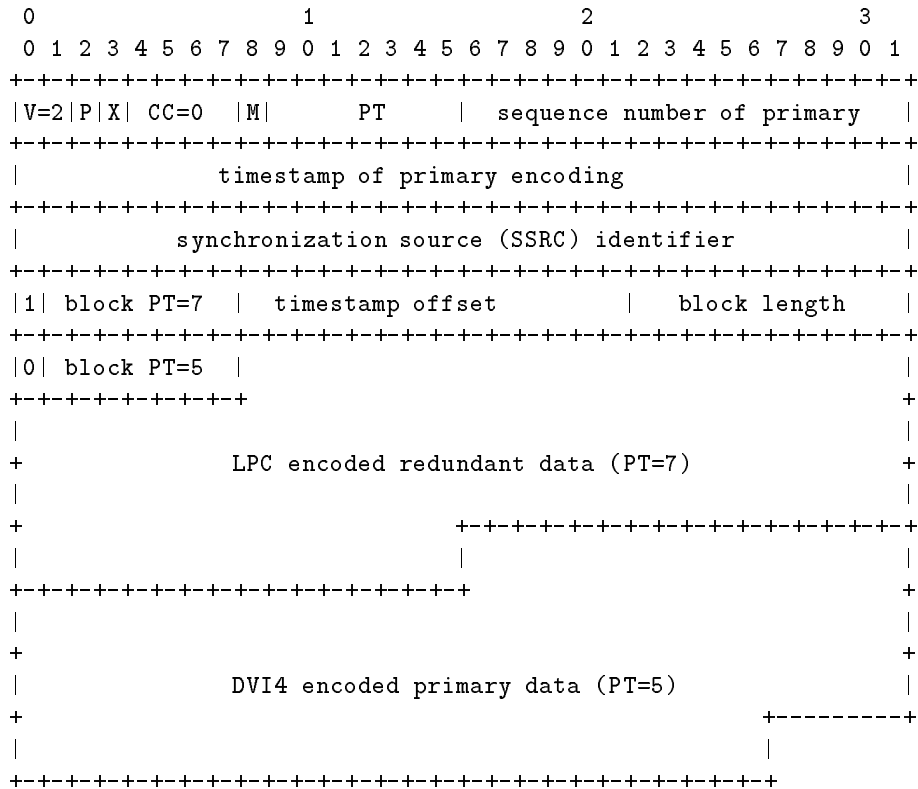 0 1 2 3
0 1 2 3 4 5 6 7 8 9 0 1 2 3 4 5 6 7 8 9 0 1 2 3 4 5 6 7 8 9 0 1
+-+-+-+-+-+-+-+-+-+-+-+-+-+-+-+-+-+-+-+-+-+-+-+-+-+-+-+-+-+-+-+-+
|V=2|P|X| CC=0 |M| PT | sequence number of primary |
+-+-+-+-+-+-+-+-+-+-+-+-+-+-+-+-+-+-+-+-+-+-+-+-+-+-+-+-+-+-+-+-+
| timestamp of primary encoding |
+-+-+-+-+-+-+-+-+-+-+-+-+-+-+-+-+-+-+-+-+-+-+-+-+-+-+-+-+-+-+-+-+
| synchronization source (SSRC) identifier |
+-+-+-+-+-+-+-+-+-+-+-+-+-+-+-+-+-+-+-+-+-+-+-+-+-+-+-+-+-+-+-+-+
|1| block PT=7 | timestamp offset | block length |
+-+-+-+-+-+-+-+-+-+-+-+-+-+-+-+-+-+-+-+-+-+-+-+-+-+-+-+-+-+-+-+-+
|0| block PT=5 | |
+-+-+-+-+-+-+-+-+ +
| |
+ LPC encoded redundant data (PT=7) +
| |
+ +-+-+-+-+-+-+-+-+-+-+-+-+-+-+-+-+
| | |
+-+-+-+-+-+-+-+-+-+-+-+-+-+-+-+-+ +
| |
+ +
| DVI4 encoded primary data (PT=5) |
+ +---------+
| |
+-+-+-+-+-+-+-+-+-+-+-+-+-+-+-+-+-+-+-+-+-+-+-+-+-+-+-+